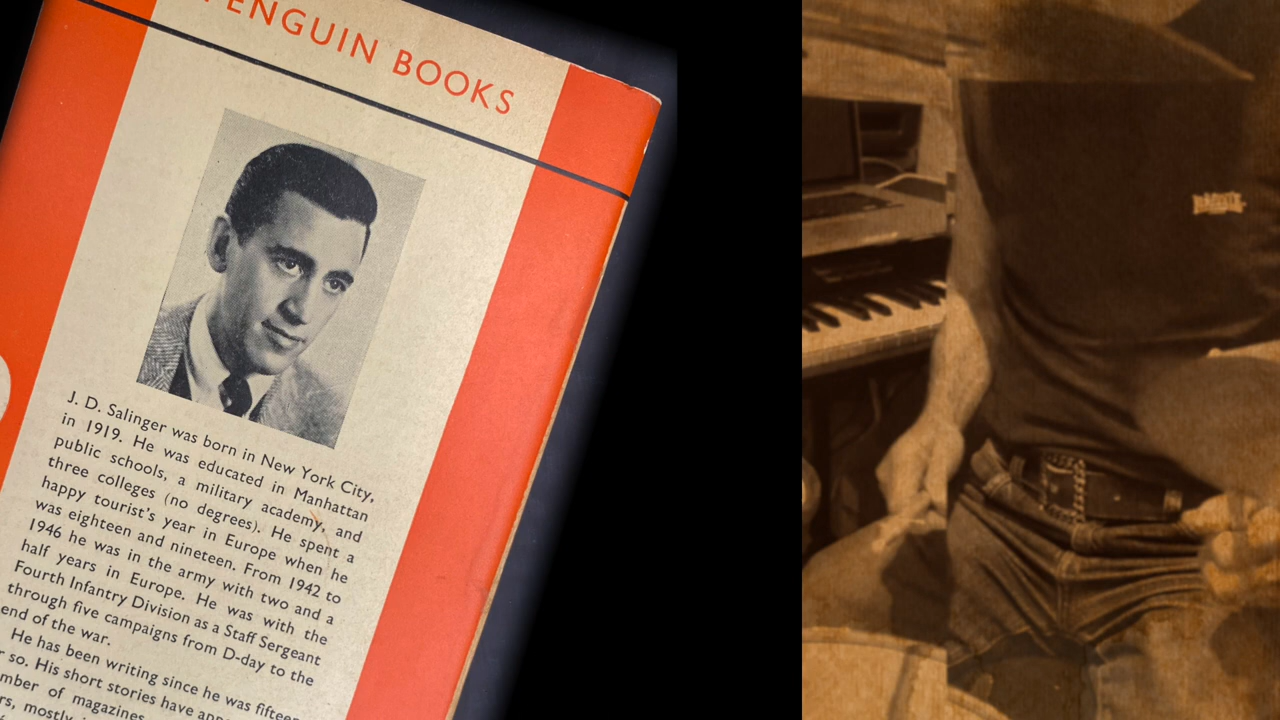 PENGUIN BOOKS
J. D. Salinger was born in New York City,
in 1919. He was educated in Manhattan
public schools, a military academy, and
three colleges (no degrees). He spent a
happy tourist's year in Europe when he
was eighteen and nineteen. From 1942 to
1946 he was in the army with two and a
half years in Europe. He was with the
Fourth Infantry Division as a Staff Sergeant
through five campaigns from D-day to the
end of the war.
He has been writing since he was fifteen
so. His short stories have
of magazines
mostly